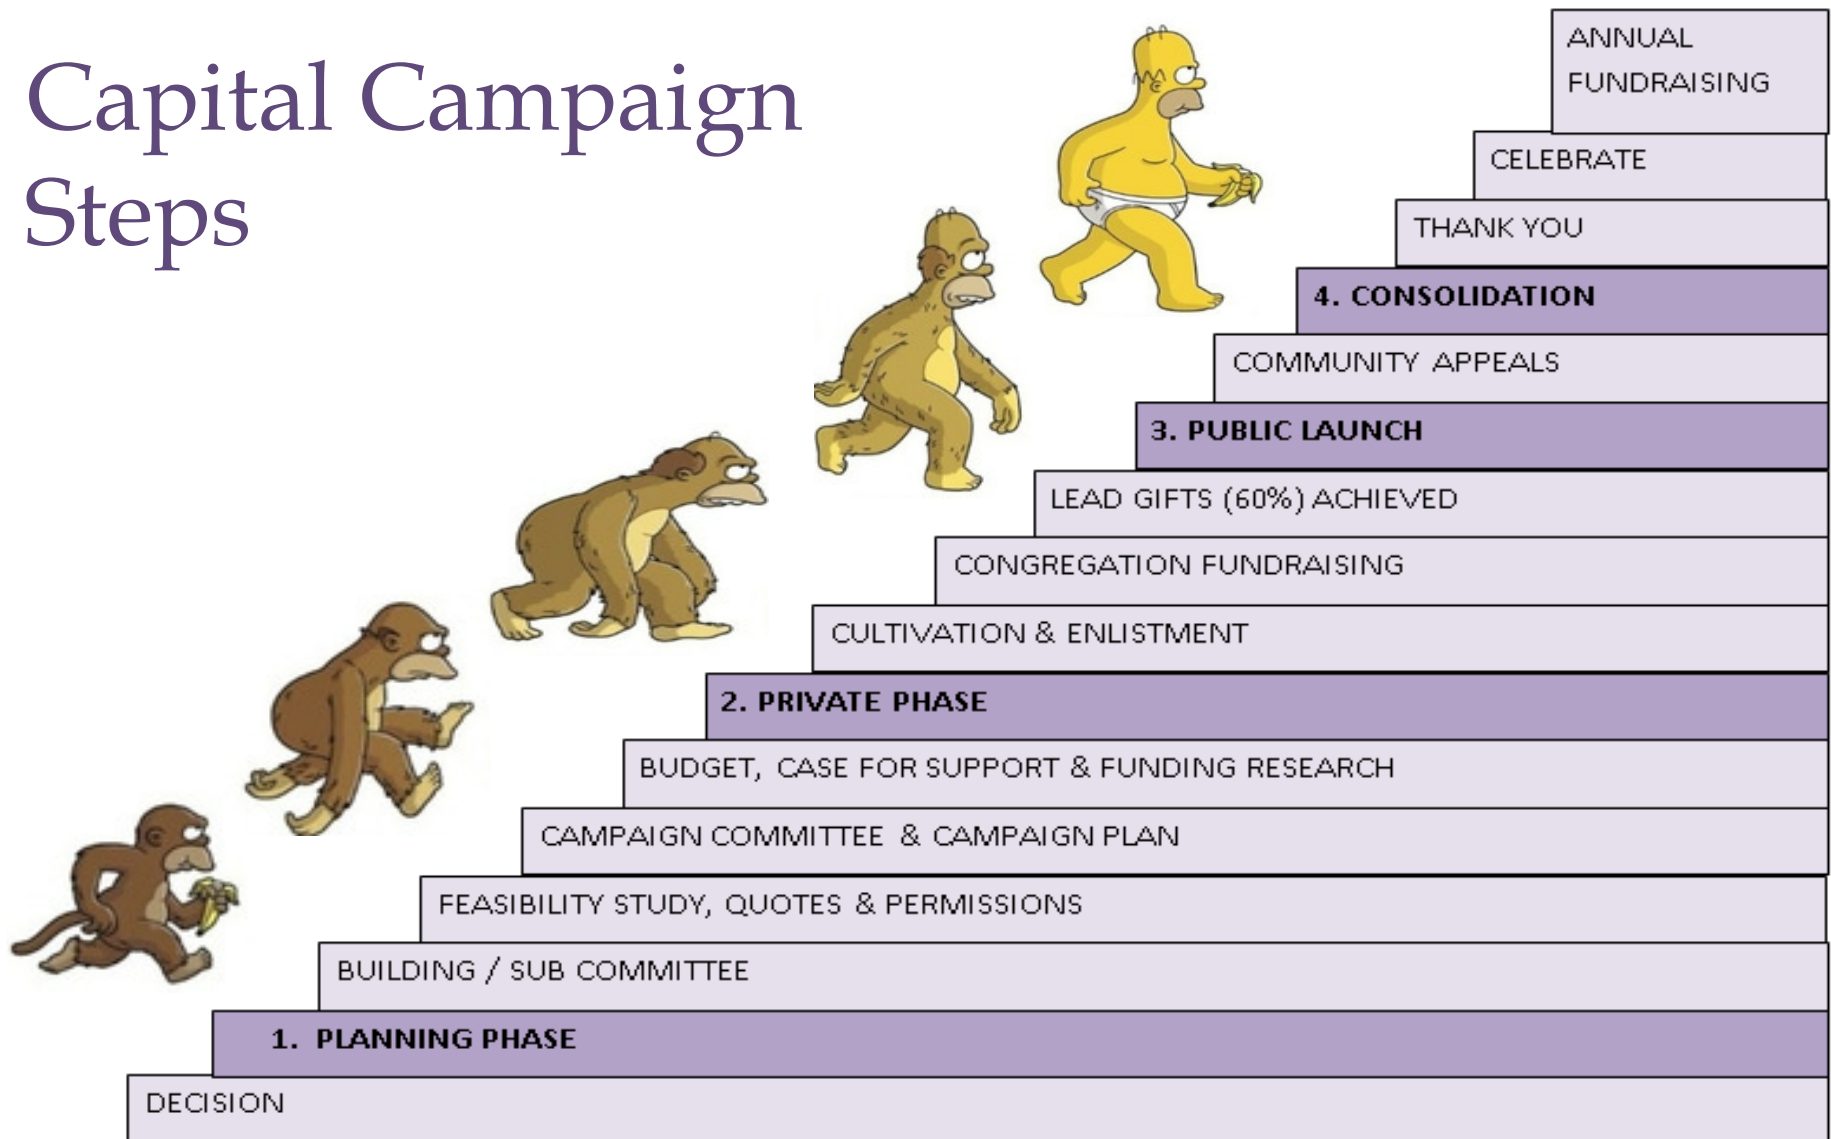 Capital Campaign
Steps
ANNUAL
FUNDRAISING
CELEBRATE
THANK YOU
4. CONSOLIDATION
COMMUNITY APPEALS
3. PUBLIC LAUNCH
LEAD GIFTS (60%) ACHIEVED
CONGREGATION FUNDRAISING
CULTIVATION & ENLISTMENT
2. PRIVATE PHASE
BUDGET, CASE FOR SUPPORT & FUNDING RESEARCH
CAMPAIGN COMMITTEE & CAMPAIGN PLAN
FEASIBILITY STUDY, QUOTES & PERMISSIONS
BUILDING / SUB COMMITTEE
1. PLANNING PHASE
DECISION